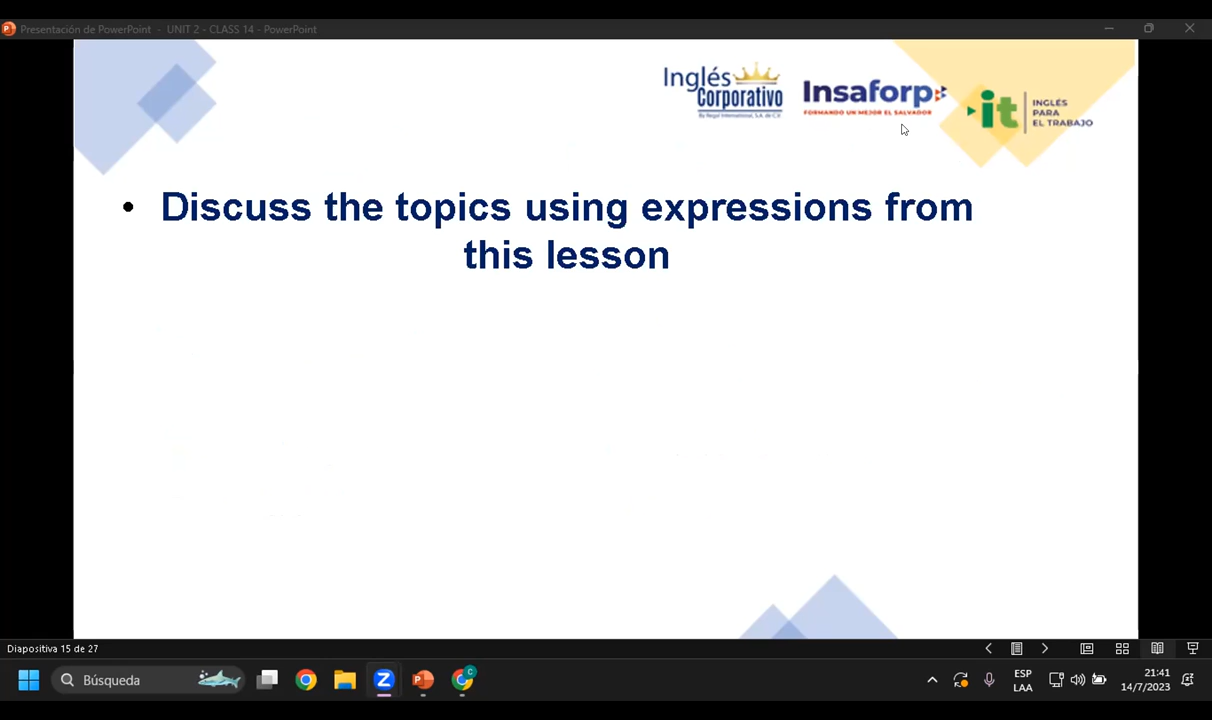 Presentación de PowerPoint - UNIT 2 - CLASS 14 - PowerPoint
Inglés
Corporativo
By Regal International, S.A. de C.V.
Insaforp
FORMANDO UN MEJOR EL SALVADOR
it
INGLÉS
PARA
EL TRABAJO
• Discuss the topics using expressions from
this lesson
Diapositiva 15 de 27
Búsqueda
C
ESP
LAA
21:41
14/7/2023